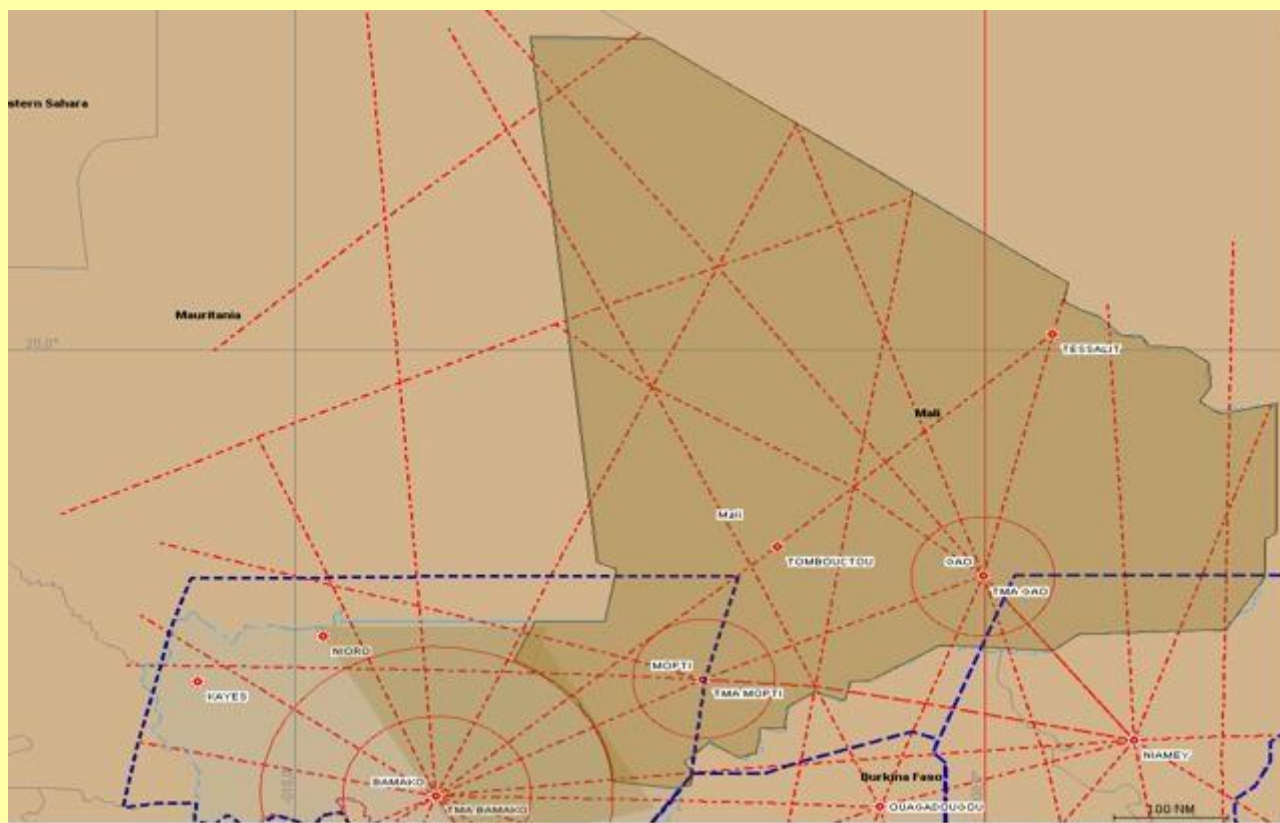 stern Sahara
Mauritania
20.0°
TESSALIT
Mali
Mali
TOMBOUCTOU
GAO
TMA GAO
NIORO
MOPTI
KAYES
TMA MOPTI
NIAMEY
BAMAKO
Burkina Faso
TMA BAMAKO
OUAGADOUGOU
100 NM